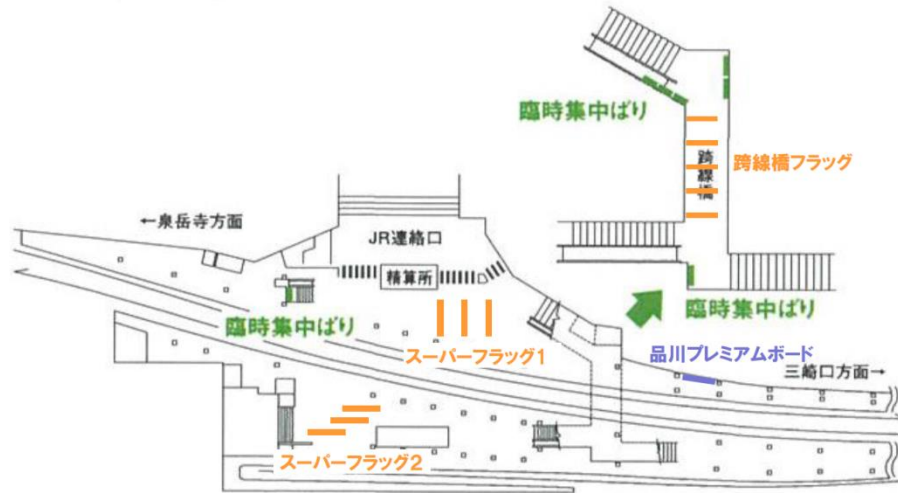 臨時集中ばり
跨線橋フラッグ
跨線橋
←泉岳寺方面
JR連絡口
精算所
臨時集中ばり
臨時集中ばり
スーパーフラッグ1
品川プレミアムボード
三崎口方面→
スーパーフラッグ2